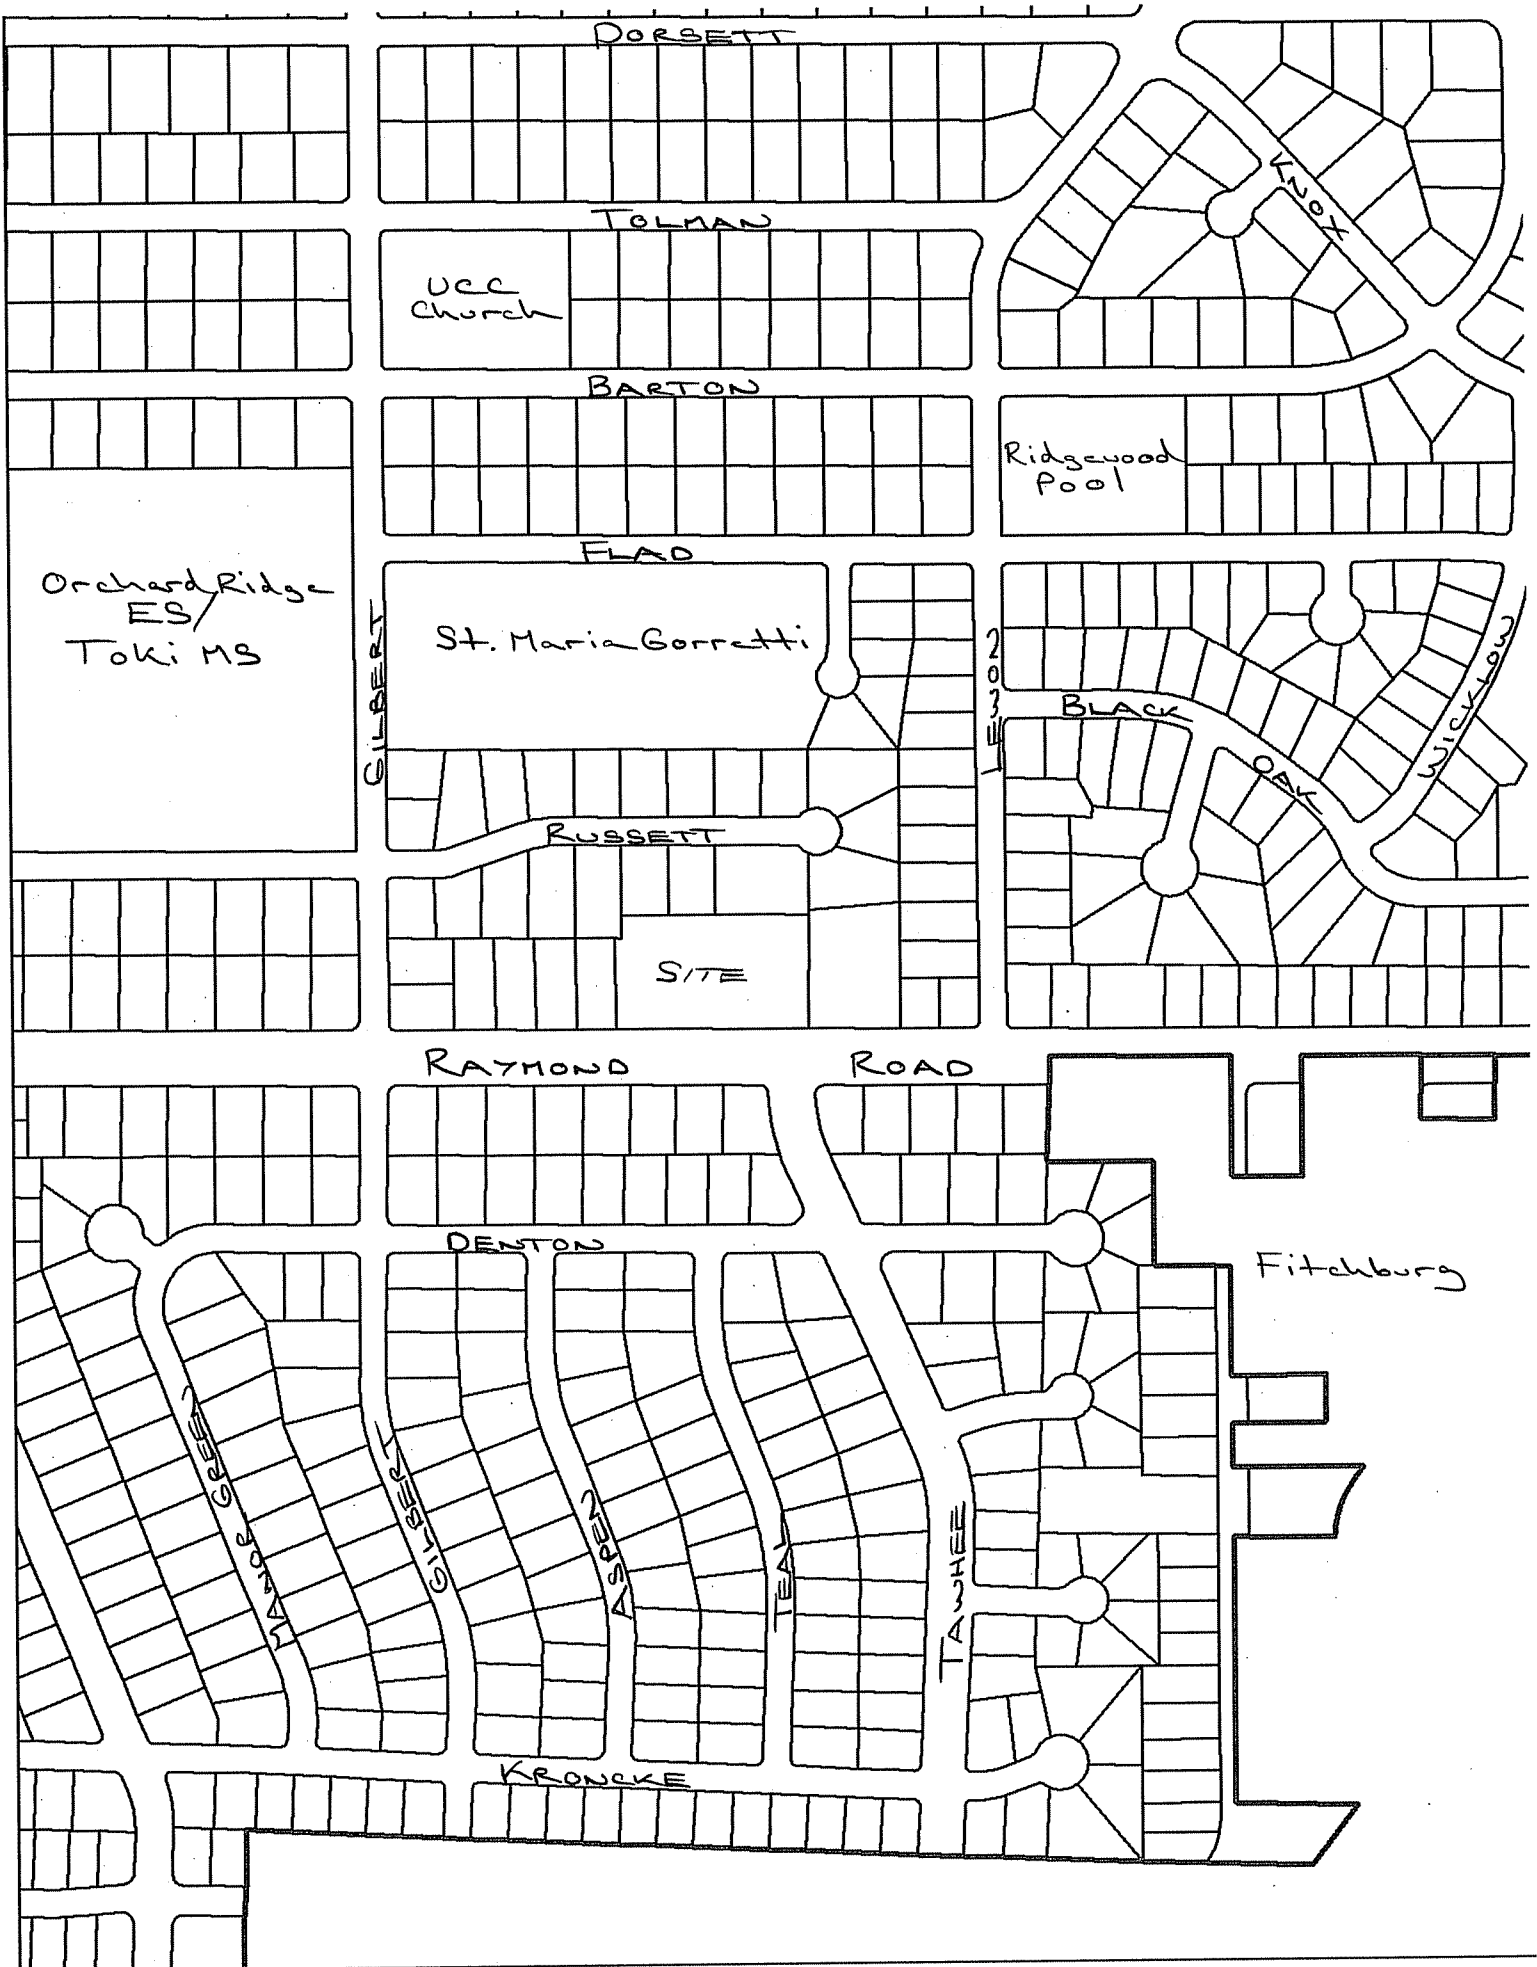 DORSETT
KNOX
TOLMAN
UCC
Church
BARTON
Ridgewood
Pool
FLAD
Orchard Ridge
ES/
Toki MS
GILBERT
St. Maria Gorretti
BLACK
OAK
WICKLOW
RUSSETT
SITE
RAYMOND ROAD
DENTON
Fitchburg
MANOR GREEN
GILBERT
ASPEN
TEAL
TAWHEE
KRONCKE